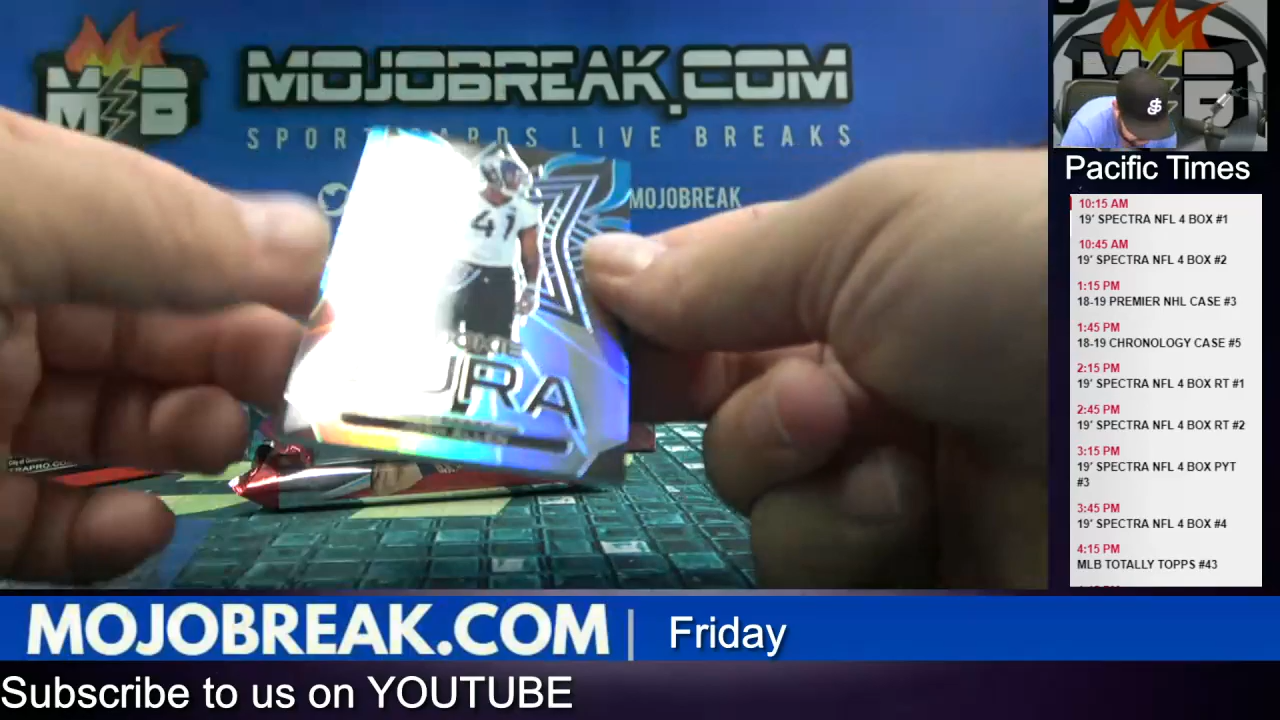 MOJOBREAK.COM
MSB
SPORTSCARDS LIVE BREAKS
MOJOBREAK
41
URA
Pacific Times
10:15 AM
19' SPECTRA NFL 4 BOX #1
10:45 AM
19' SPECTRA NFL 4 BOX #2
1:15 PM
18-19 PREMIER NHL CASE #3
1:45 PM
18-19 CHRONOLOGY CASE #5
2:15 PM
19' SPECTRA NFL 4 BOX RT #1
2:45 PM
19' SPECTRA NFL 4 BOX RT #2
3:15 PM
19' SPECTRA NFL 4 BOX PYT
#3
3:45 PM
19' SPECTRA NFL 4 BOX #4
4:15 PM
MLB TOTALLY TOPPS #43
MOJOBREAK.COM | Friday
Subscribe to us on YOUTUBE